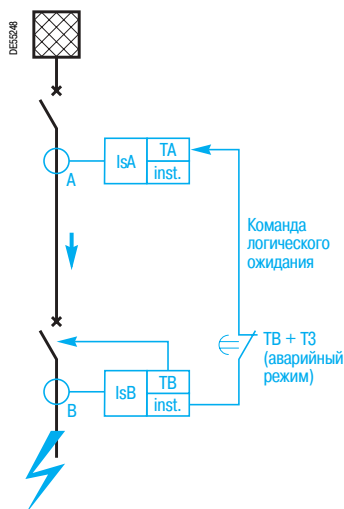 DE55248
IsA
TA
inst.
A
Команда
логического
ожидания
TB + T3
(аварийный
режим)
IsB
TB
inst.
B